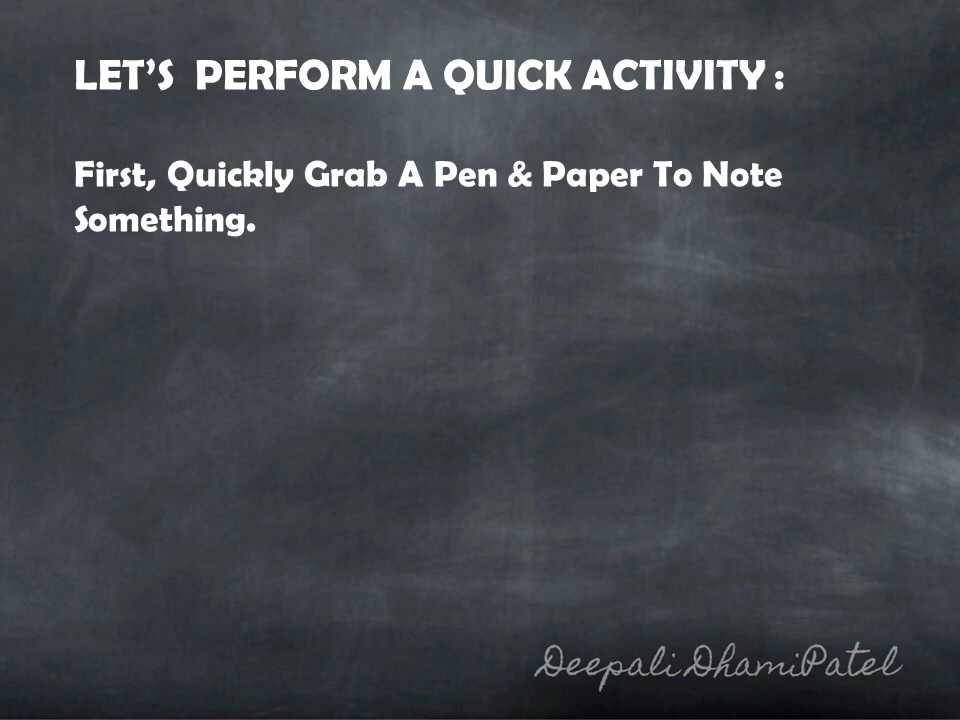 LET’S  PERFORM A QUICK ACTIVITY :
First, Quickly Grab A Pen & Paper To Note
Something.
Deepali DhamiPatel